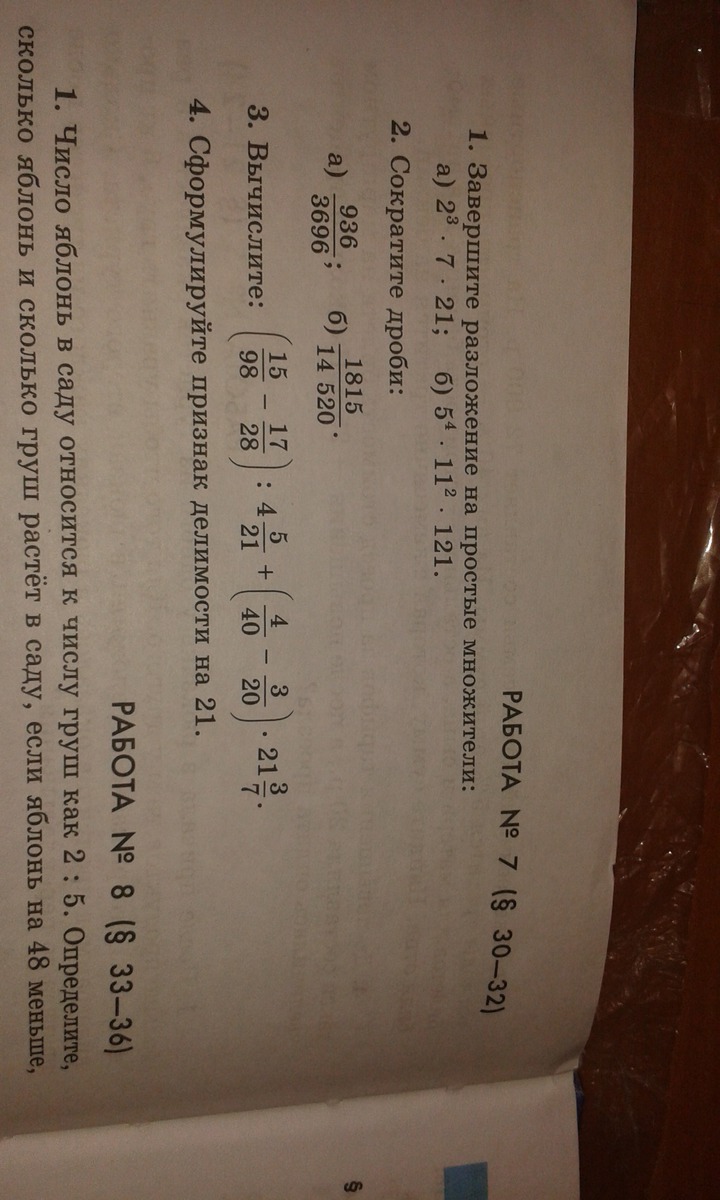 РАБОТА № 7 (§ 30—32)
1. Завершите разложение на простые множители:
а) 2³ · 7 · 21; б) 5⁴ · 11² · 121.
2. Сократите дроби:
а) 936/3696; б) 1815/14 520.
3. Вычислите: (15/98 − 17/28) : 4 5/21 + (4/40 − 3/20) · 21 3/7.
4. Сформулируйте признак делимости на 21.
РАБОТА № 8 (§ 33—36)
1. Число яблонь в саду относится к числу груш как 2 : 5. Определите,
сколько яблонь и сколько груш растёт в саду, если яблонь на 48 меньше,
§